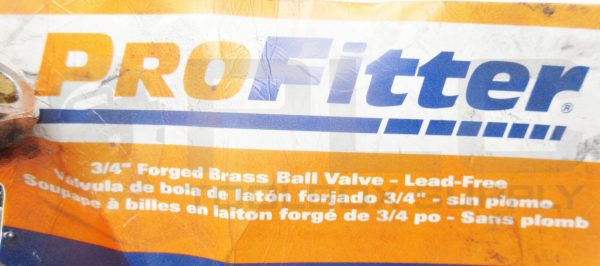 PROFitter®
3/4" Forged Brass Ball Valve - Lead-Free
Valvula de bola de latón forjado 3/4" - sin plomo
Soupape à billes en laiton forgé de 3/4 po - Sans plomb